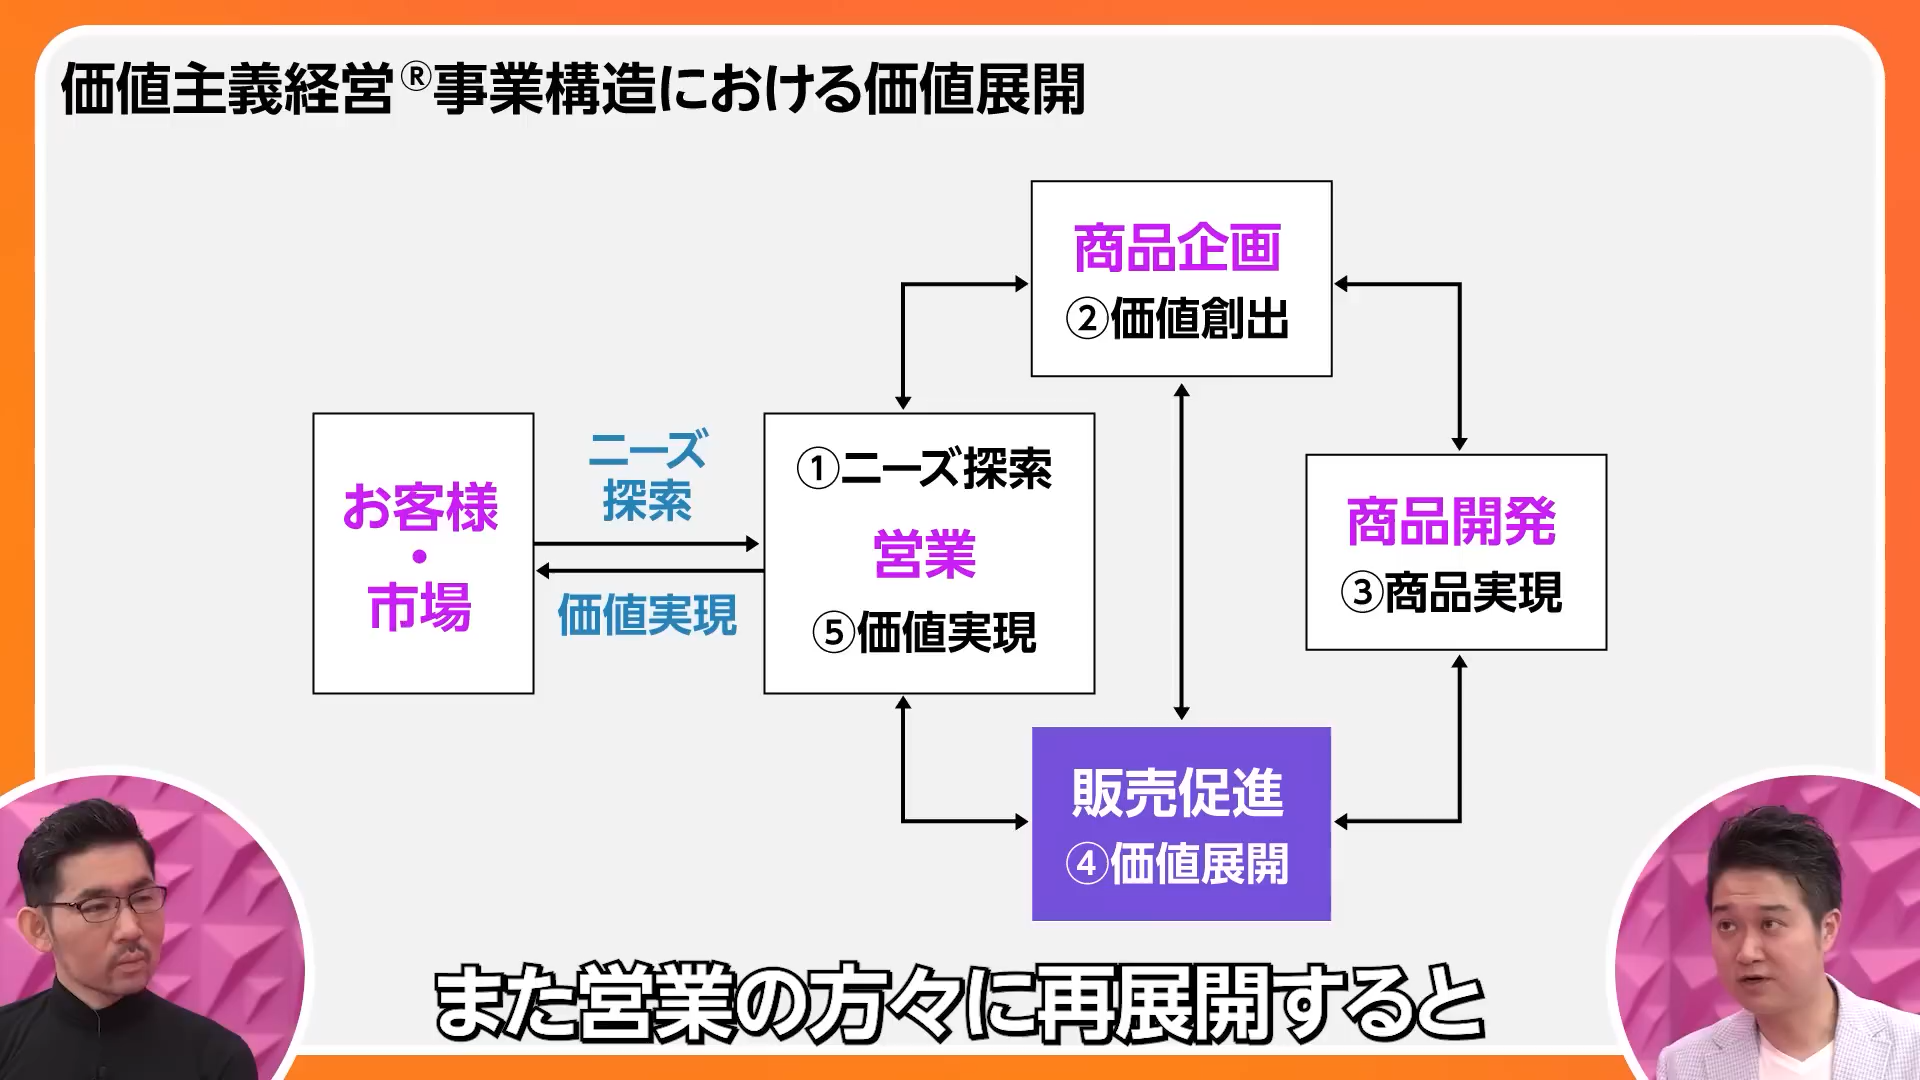 価値主義経営®事業構造における価値展開
商品企画
②価値創出
お客様
・
市場
ニーズ
探索
価値実現
①ニーズ探索
営業
⑤価値実現
商品開発
③商品実現
販売促進
④価値展開
また営業の方々に再展開すると